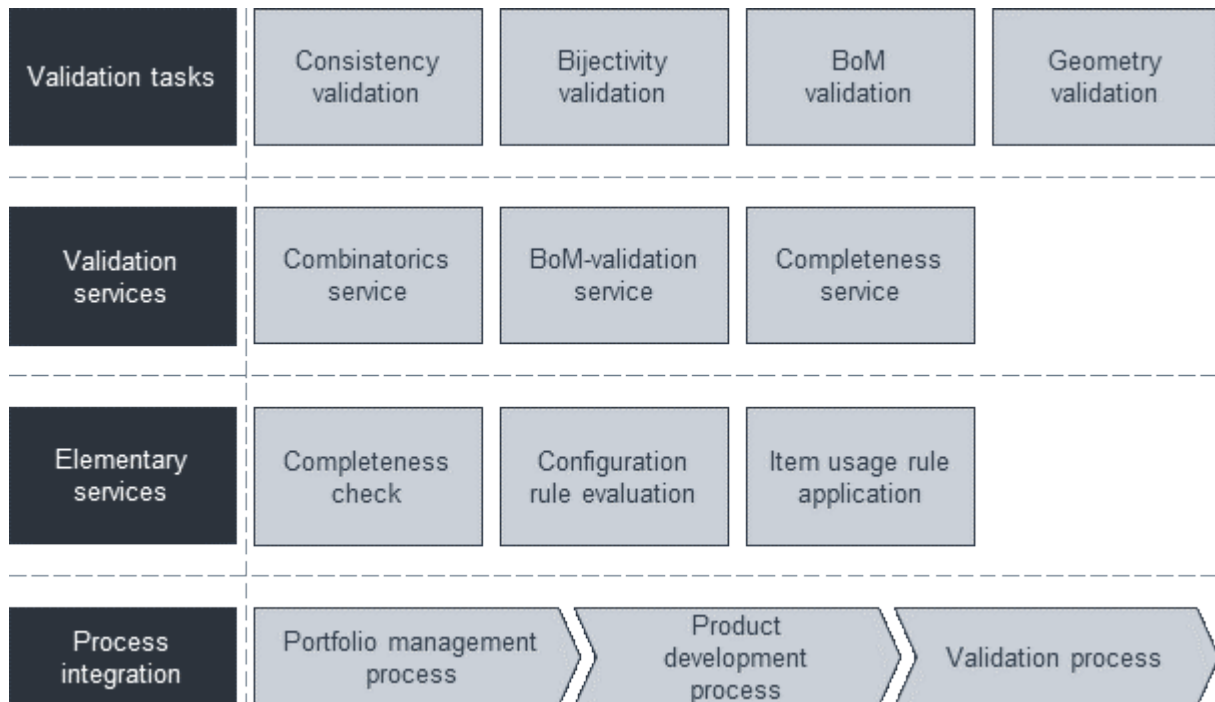 Validation tasks
Consistency
validation
Bijectivity
validation
BoM
validation
Geometry
validation
Validation
services
Combinatorics
service
BoM-validation
service
Completeness
service
Elementary
services
Completeness
check
Configuration
rule evaluation
Item usage rule
application
Process
integration
Portfolio management
process
Product
development
process
Validation process